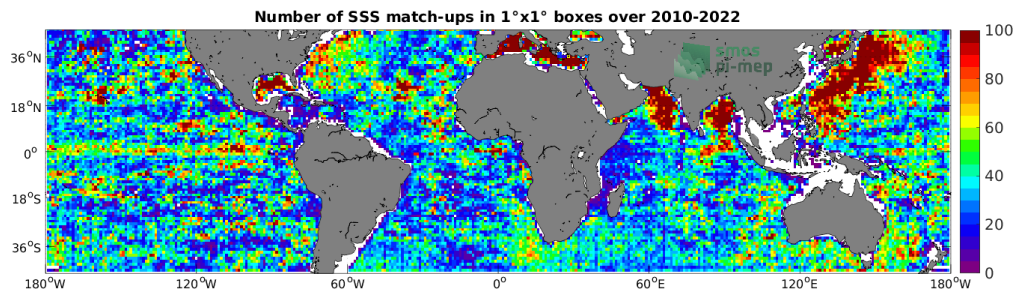 Number of SSS match-ups in 1°x1° boxes over 2010-2022
smos
pi-mep
36°N
18°N
0°
18°S
36°S
180°W
120°W
60°W
0°
60°E
120°E
180°W
100
80
60
40
20
0